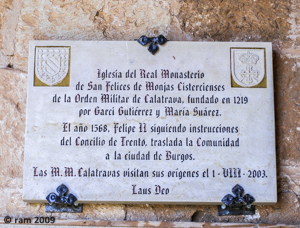 Iglesia del Real Monasterio
de San Felices de Monjas Cistercienses
de la Orden Militar de Calatrava, fundado en 1219
por Garci Gutiérrez y María Suárez.
El año 1568, Felipe II siguiendo instrucciones
del Concilio de Trento, traslada la Comunidad
a la ciudad de Burgos.
Las M.M. Calatravas visitan sus orígenes el 1-VIII-2003.
Laus Deo
© ram 2009